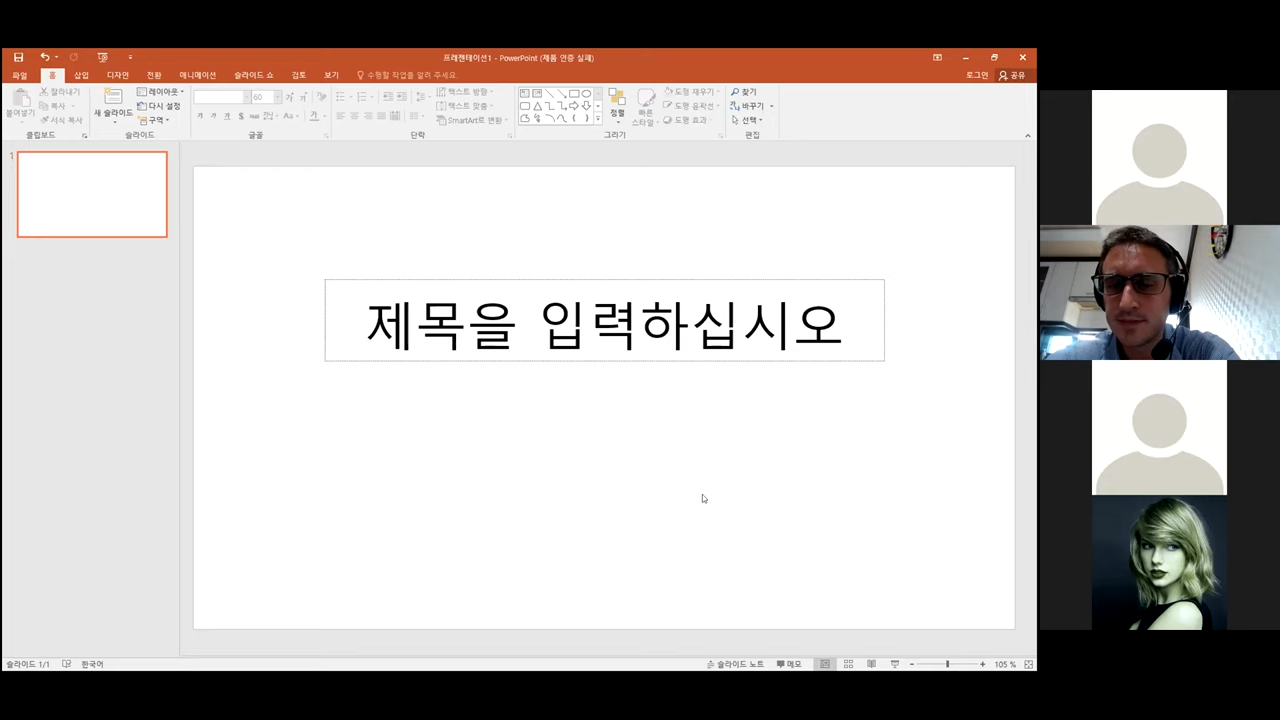 프레젠테이션1 - PowerPoint (제품 인증 실패)
파일 홈 삽입 디자인 전환 애니메이션 슬라이드 쇼 검토 보기 수행할 작업을 알려 주세요. 로그인 공유
붙여넣기
잘라내기
복사
서식 복사
클립보드
새 슬라이드
레이아웃
다시 설정
구역
슬라이드
60
가 가 가 S abc 가 Aa 가
글꼴
텍스트 방향
텍스트 맞춤
SmartArt로 변환
단락
정렬
빠른
스타일
도형 채우기
도형 윤곽선
도형 효과
그리기
찾기
바꾸기
선택
편집
1
제목을 입력하십시오
슬라이드 1/1 한국어 슬라이드 노트 메모 105 %